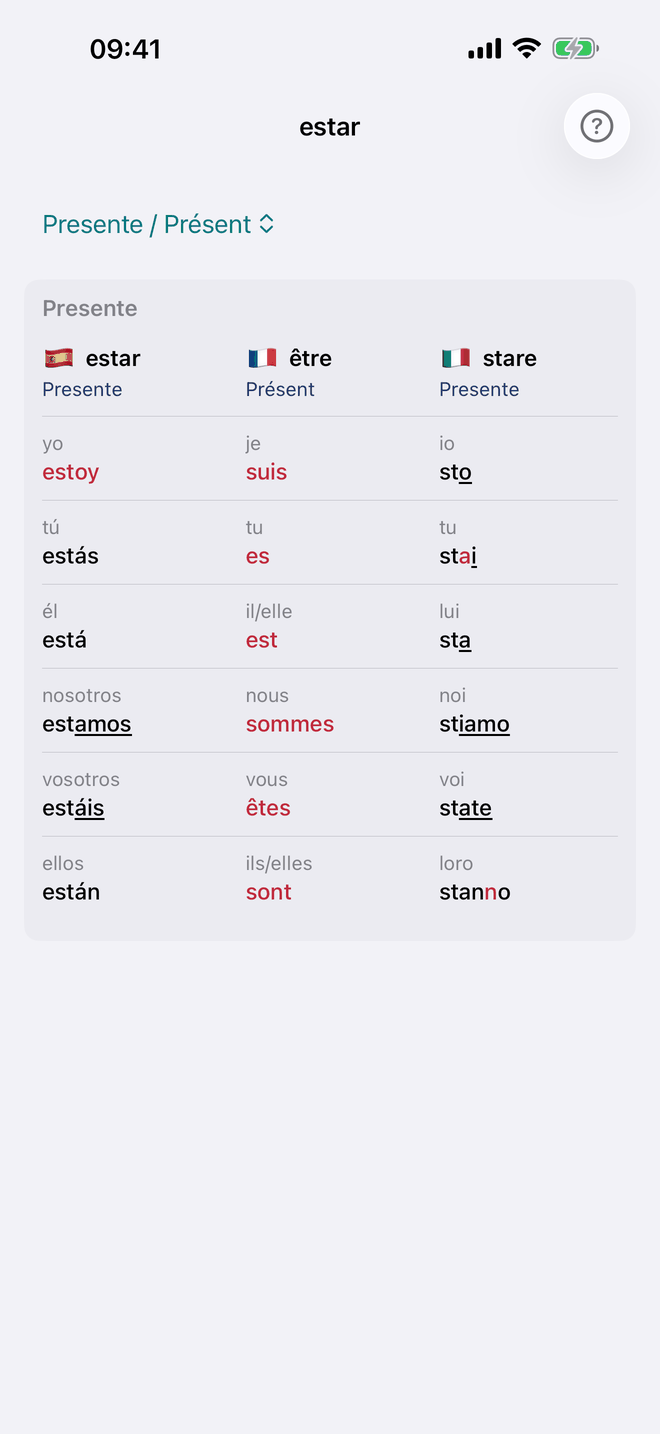 09:41
estar
?
Presente / Présent
Presente
estar être stare
Presente Présent Presente
yo je io
estoy suis sto
tú tu tu
estás es stai
él il/elle lui
está est sta
nosotros nous noi
estamos sommes stiamo
vosotros vous voi
estáis êtes state
ellos ils/elles loro
están sont stanno